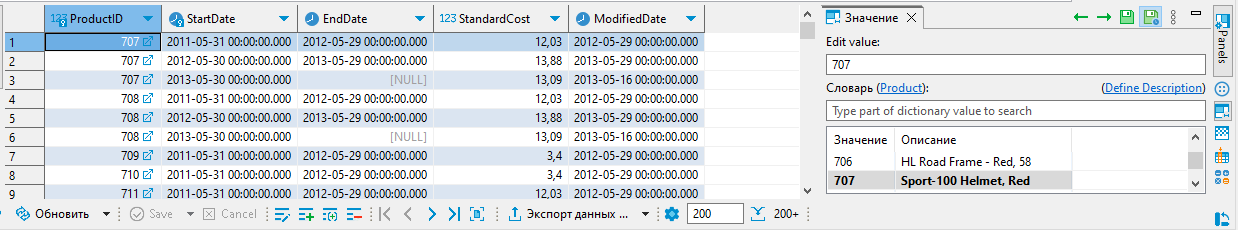 123 ProductID StartDate EndDate 123 StandardCost ModifiedDate
1 707 2011-05-31 00:00:00.000 2012-05-29 00:00:00.000 12,03 2012-05-29 00:00:00.000
2 707 2012-05-30 00:00:00.000 2013-05-29 00:00:00.000 13,88 2013-05-29 00:00:00.000
3 707 2013-05-30 00:00:00.000 [NULL] 13,09 2013-05-16 00:00:00.000
4 708 2011-05-31 00:00:00.000 2012-05-29 00:00:00.000 12,03 2012-05-29 00:00:00.000
5 708 2012-05-30 00:00:00.000 2013-05-29 00:00:00.000 13,88 2013-05-29 00:00:00.000
6 708 2013-05-30 00:00:00.000 [NULL] 13,09 2013-05-16 00:00:00.000
7 709 2011-05-31 00:00:00.000 2012-05-29 00:00:00.000 3,4 2012-05-29 00:00:00.000
8 710 2011-05-31 00:00:00.000 2012-05-29 00:00:00.000 3,4 2012-05-29 00:00:00.000
9 711 2011-05-31 00:00:00.000 2012-05-29 00:00:00.000 12,03 2012-05-29 00:00:00.000
Обновить Save Cancel Экспорт данных ... 200 200+
Значение
Edit value:
707
Словарь (Product): (Define Description)
Type part of dictionary value to search
Значение Описание
706 HL Road Frame - Red, 58
707 Sport-100 Helmet, Red
Panels